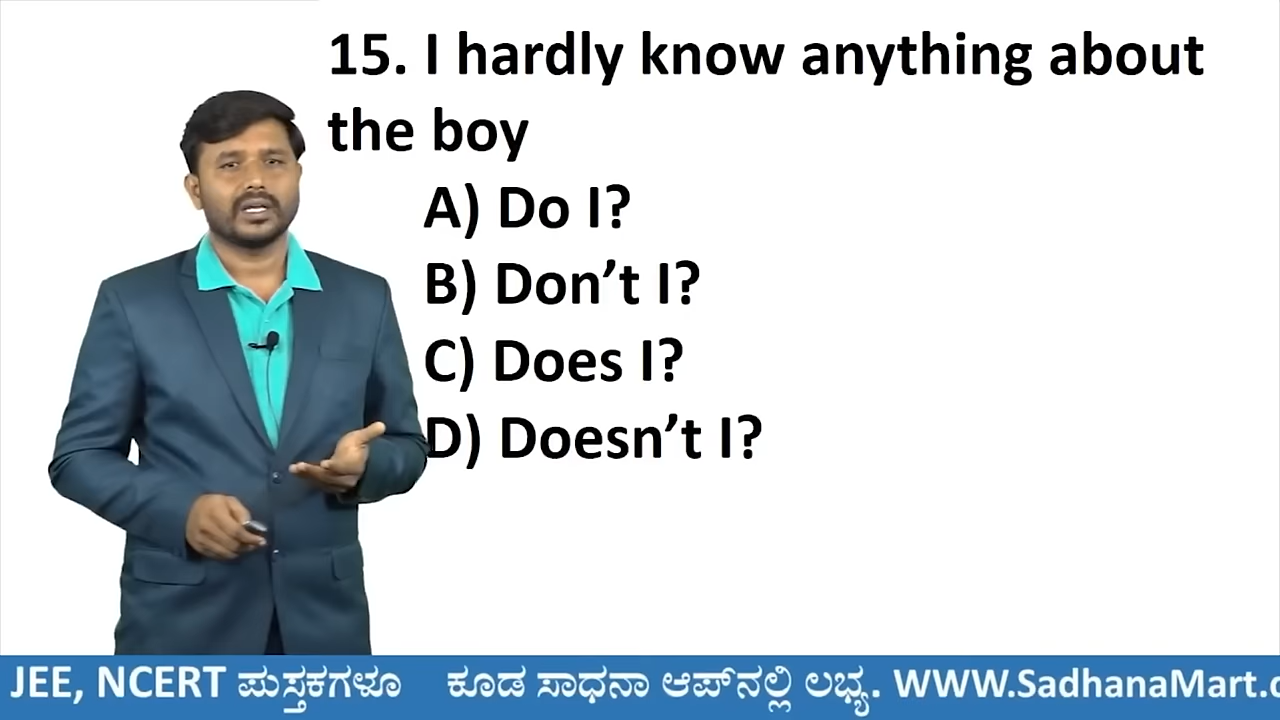 15. I hardly know anything about
the boy
A) Do I?
B) Don’t I?
C) Does I?
D) Doesn’t I?
JEE, NCERT ಪುಸ್ತಕಗಳೂ ಕೂಡ ಸಾಧನಾ ಆಪ್‌ನಲ್ಲಿ ಲಭ್ಯ. WWW.SadhanaMart.c